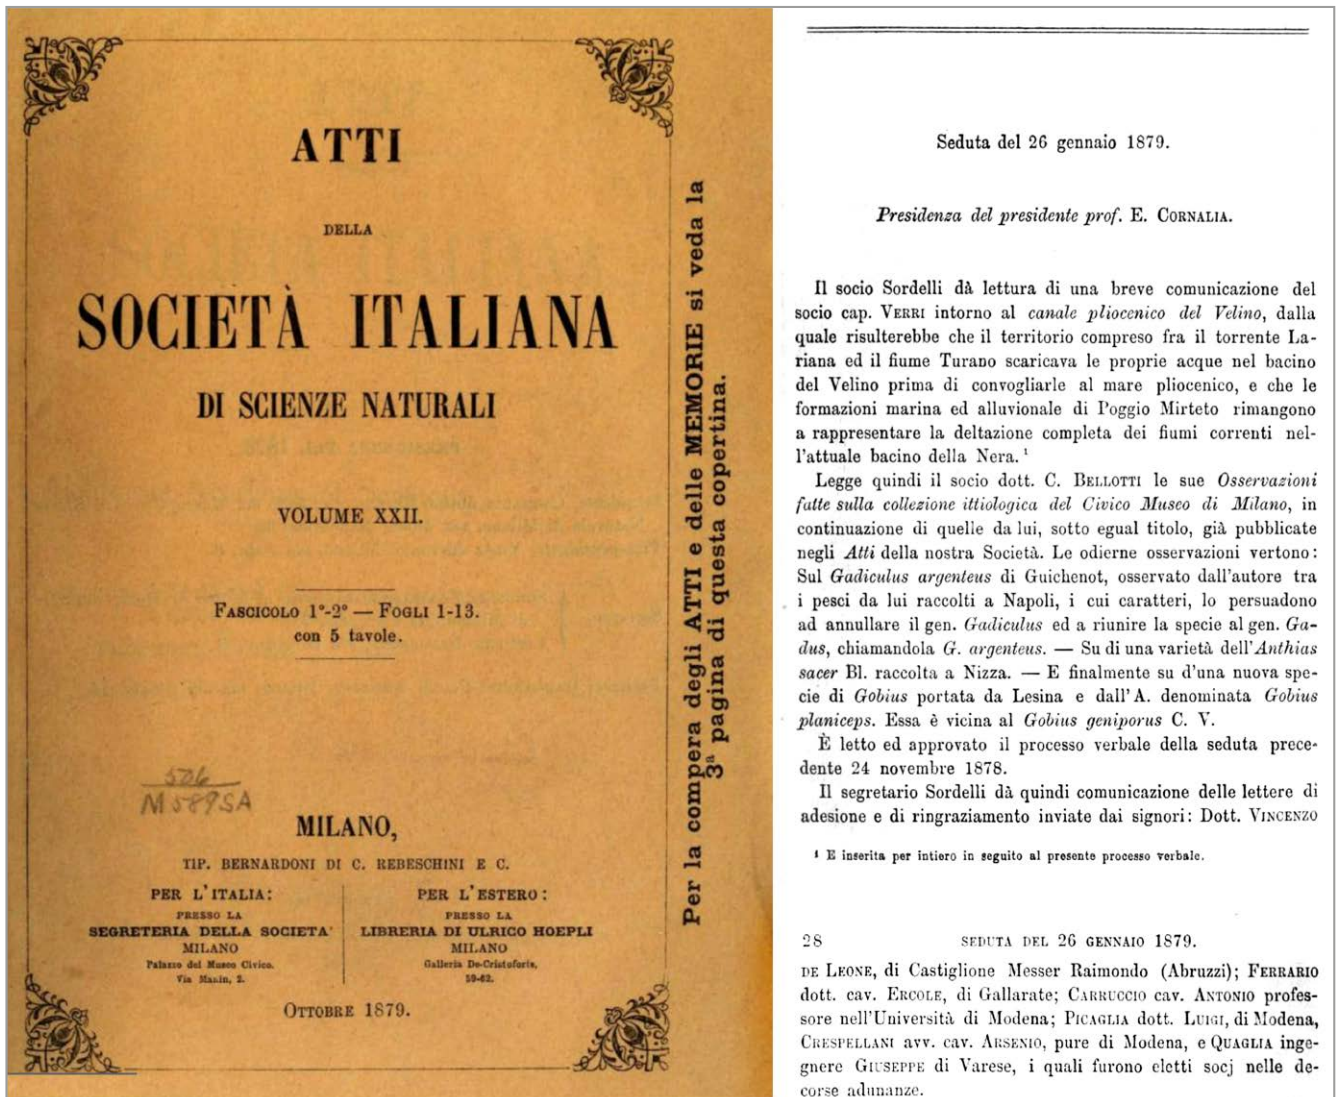 ATTI
DELLA
SOCIETÀ ITALIANA
DI SCIENZE NATURALI
VOLUME XXII.
FASCICOLO 1°-2° — FOGLI 1-13.
con 5 tavole.
506
M589SA
MILANO,
TIP. BERNARDONI DI C. REBESCHINI E C.
PER L'ITALIA:
PRESSO LA
SEGRETERIA DELLA SOCIETA'
MILANO
Palazzo del Museo Civico.
Via Manin, 2.
PER L'ESTERO:
PRESSO LA
LIBRERIA DI ULRICO HOEPLI
MILANO
Galleria De-Cristoforis,
59-62.
OTTOBRE 1879.
Per la compera degli ATTI e delle MEMORIE si veda la
3ª pagina di questa copertina.
Seduta del 26 gennaio 1879.
Presidenza del presidente prof. E. CORNALIA.
Il socio Sordelli dà lettura di una breve comunicazione del
socio cap. VERRI intorno al canale pliocenico del Velino, dalla
quale risulterebbe che il territorio compreso fra il torrente La-
riana ed il fiume Turano scaricava le proprie acque nel bacino
del Velino prima di convogliarle al mare pliocenico, e che le
formazioni marina ed alluvionale di Poggio Mirteto rimangono
a rappresentare la deltazione completa dei fiumi correnti nel-
l'attuale bacino della Nera. ¹
Legge quindi il socio dott. C. BELLOTTI le sue Osservazioni
fatte sulla collezione ittiologica del Civico Museo di Milano, in
continuazione di quelle da lui, sotto egual titolo, già pubblicate
negli Atti della nostra Società. Le odierne osservazioni vertono:
Sul Gadiculus argenteus di Guichenot, osservato dall'autore tra
i pesci da lui raccolti a Napoli, i cui caratteri, lo persuadono
ad annullare il gen. Gadiculus ed a riunire la specie al gen. Ga-
dus, chiamandola G. argenteus. — Su di una varietà dell'Anthias
sacer Bl. raccolta a Nizza. — E finalmente su d'una nuova spe-
cie di Gobius portata da Lesina e dall'A. denominata Gobius
planiceps. Essa è vicina al Gobius geniporus C. V.
È letto ed approvato il processo verbale della seduta prece-
dente 24 novembre 1878.
Il segretario Sordelli dà quindi comunicazione delle lettere di
adesione e di ringraziamento inviate dai signori: Dott. VINCENZO
¹ E inserita per intiero in seguito al presente processo verbale.
28 SEDUTA DEL 26 GENNAIO 1879.
DE LEONE, di Castiglione Messer Raimondo (Abruzzi); FERRARIO
dott. cav. ERCOLE, di Gallarate; CARRUCCIO cav. ANTONIO profes-
sore nell'Università di Modena; PICAGLIA dott. LUIGI, di Modena,
CRESPELLANI avv. cav. ARSENIO, pure di Modena, e QUAGLIA inge-
gnere GIUSEPPE di Varese, i quali furono eletti socj nelle de-
corse adunanze.